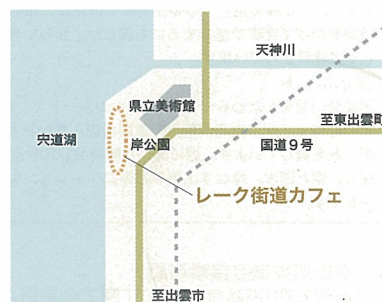 天神川
県立美術館
至東出雲町
宍道湖
岸公園
国道9号
レーク街道カフェ
至出雲市